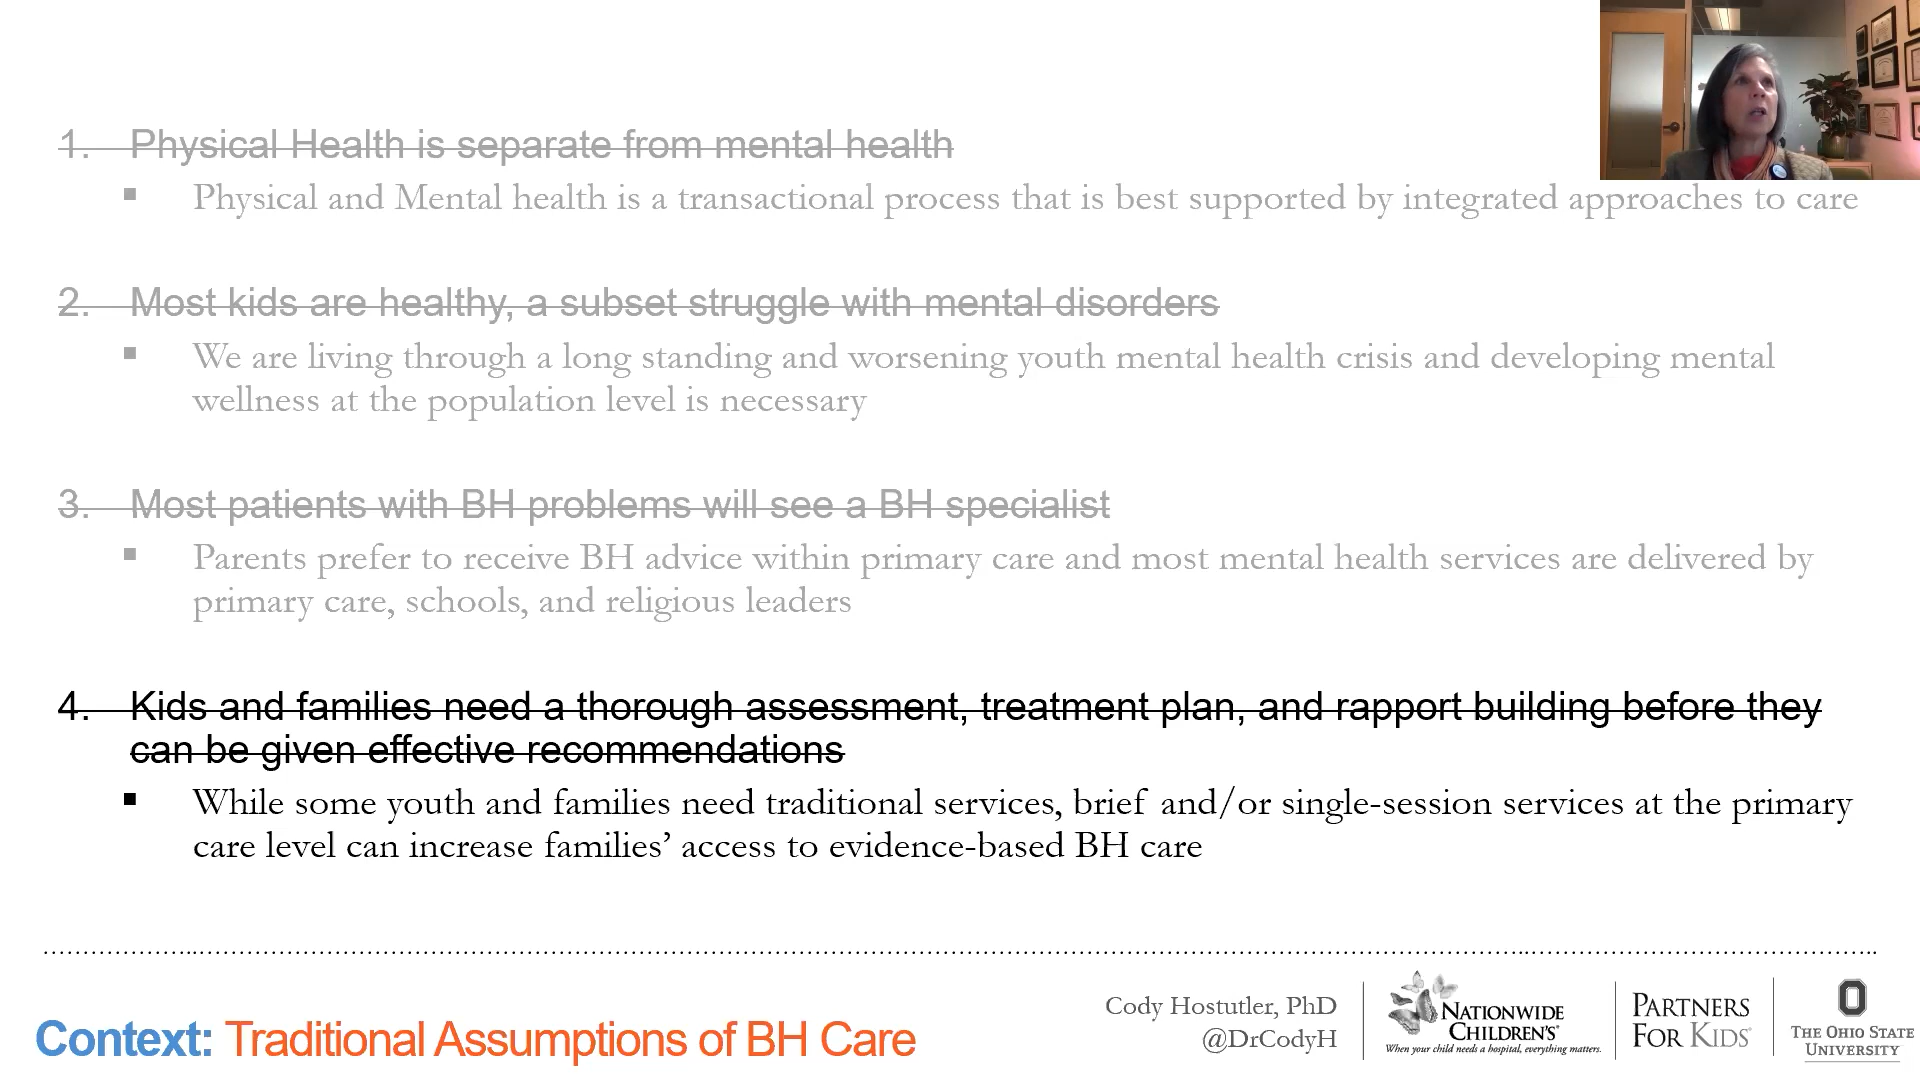 1. Physical Health is separate from mental health
▪ Physical and Mental health is a transactional process that is best supported by integrated approaches to care
2. Most kids are healthy, a subset struggle with mental disorders
▪ We are living through a long standing and worsening youth mental health crisis and developing mental
wellness at the population level is necessary
3. Most patients with BH problems will see a BH specialist
▪ Parents prefer to receive BH advice within primary care and most mental health services are delivered by
primary care, schools, and religious leaders
4. Kids and families need a thorough assessment, treatment plan, and rapport building before they
can be given effective recommendations
▪ While some youth and families need traditional services, brief and/or single-session services at the primary
care level can increase families’ access to evidence-based BH care
Context: Traditional Assumptions of BH Care
Cody Hostutler, PhD
@DrCodyH
NATIONWIDE
CHILDREN'S®
When your child needs a hospital, everything matters.
PARTNERS
FOR KIDS®
THE OHIO STATE
UNIVERSITY